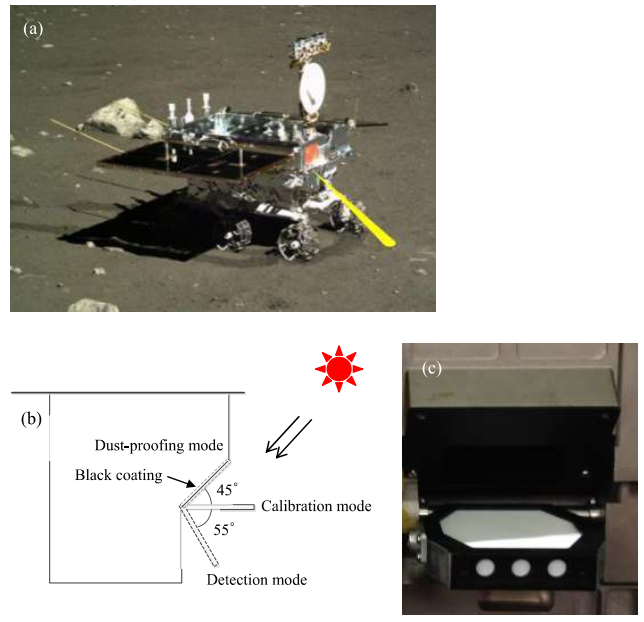 (a)
(b)
Dust-proofing mode
Black coating
45°
Calibration mode
55°
Detection mode
(c)